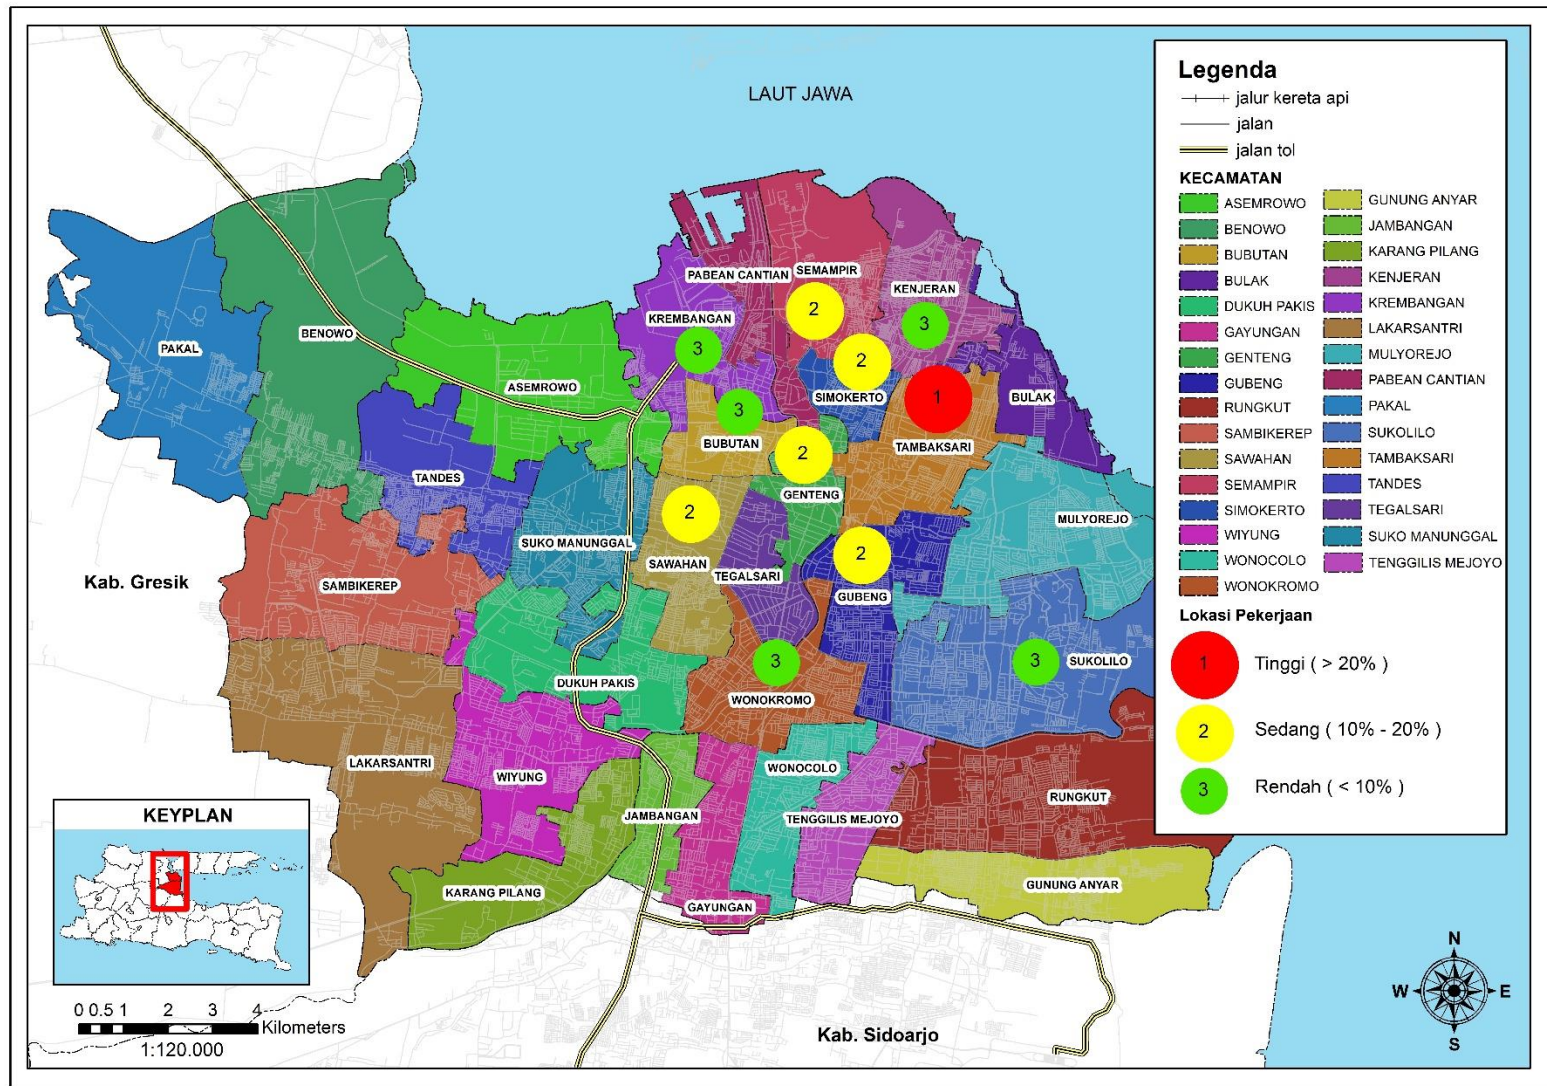 LAUT JAWA
Legenda
jalur kereta api
jalan
jalan tol
KECAMATAN
ASEMROWO
BENOWO
BUBUTAN
BULAK
DUKUH PAKIS
GAYUNGAN
GENTENG
GUBENG
RUNGKUT
SAMBIKEREP
SAWAHAN
SEMAMPIR
SIMOKERTO
WIYUNG
WONOCOLO
WONOKROMO
GUNUNG ANYAR
JAMBANGAN
KARANG PILANG
KENJERAN
KREMBANGAN
LAKARSANTRI
MULYOREJO
PABEAN CANTIAN
PAKAL
SUKOLILO
TAMBAKSARI
TANDES
TEGALSARI
SUKO MANUNGGAL
TENGGILIS MEJOYO
Lokasi Pekerjaan
1 Tinggi ( > 20% )
2 Sedang ( 10% - 20% )
3 Rendah ( < 10% )
PABEAN CANTIAN
SEMAMPIR
2
KENJERAN
3
KREMBANGAN
3
2
SIMOKERTO
1
TAMBAKSARI
BULAK
PAKAL
BENOWO
ASEMROWO
3
BUBUTAN
2
GENTENG
TANDES
SUKO MANUNGGAL
2
SAWAHAN
TEGALSARI
2
GUBENG
MULYOREJO
Kab. Gresik
SAMBIKEREP
DUKUH PAKIS
3
WONOKROMO
3
SUKOLILO
LAKARSANTRI
WIYUNG
WONOCOLO
JAMBANGAN
TENGGILIS MEJOYO
RUNGKUT
KARANG PILANG
GAYUNGAN
GUNUNG ANYAR
KEYPLAN
0 0.5 1 2 3 4
Kilometers
1:120.000
Kab. Sidoarjo
N
W
E
S